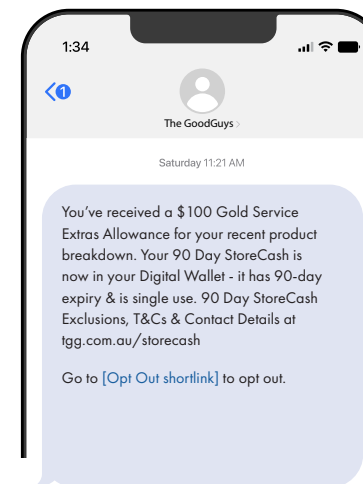 1:34
1
The GoodGuys >
Saturday 11:21 AM
You've received a $100 Gold Service
Extras Allowance for your recent product
breakdown. Your 90 Day StoreCash is
now in your Digital Wallet - it has 90-day
expiry & is single use. 90 Day StoreCash
Exclusions, T&Cs & Contact Details at
tgg.com.au/storecash
Go to [Opt Out shortlink] to opt out.